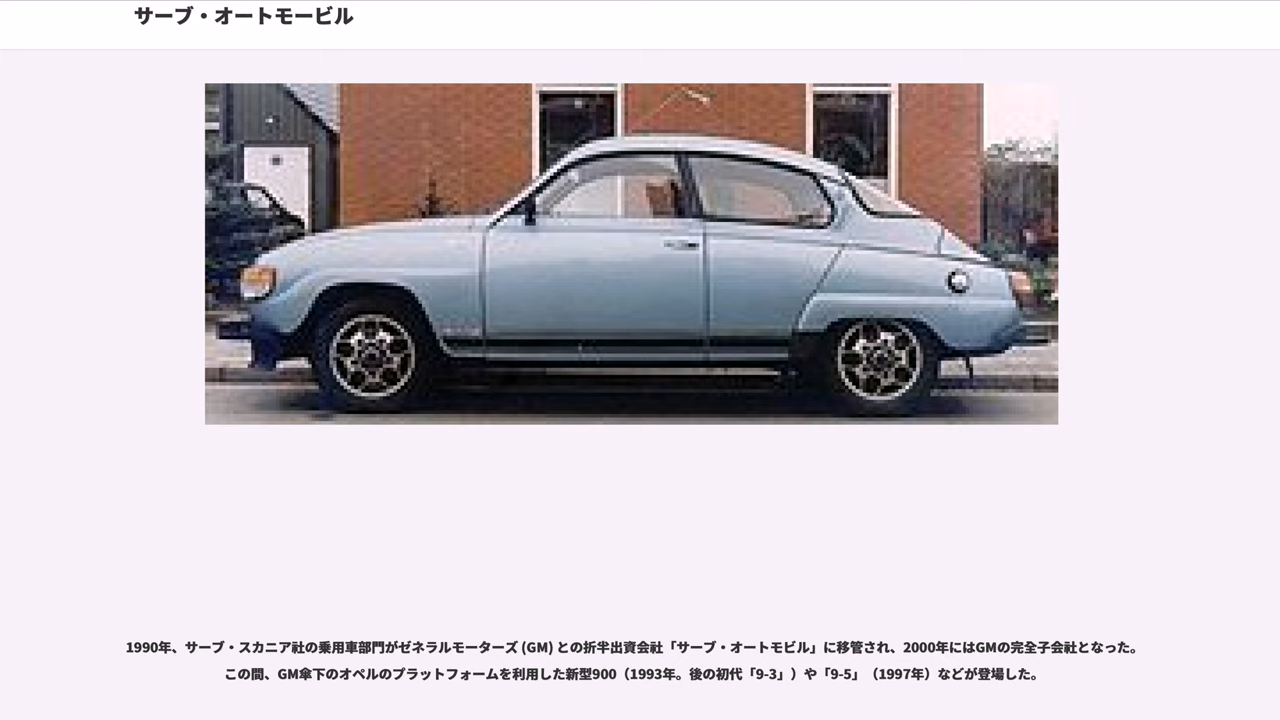 サーブ・オートモービル
1990年、サーブ・スカニア社の乗用車部門がゼネラルモーターズ (GM) との折半出資会社「サーブ・オートモビル」に移管され、2000年にはGMの完全子会社となった。
この間、GM傘下のオペルのプラットフォームを利用した新型900（1993年。後の初代「9-3」）や「9-5」（1997年）などが登場した。